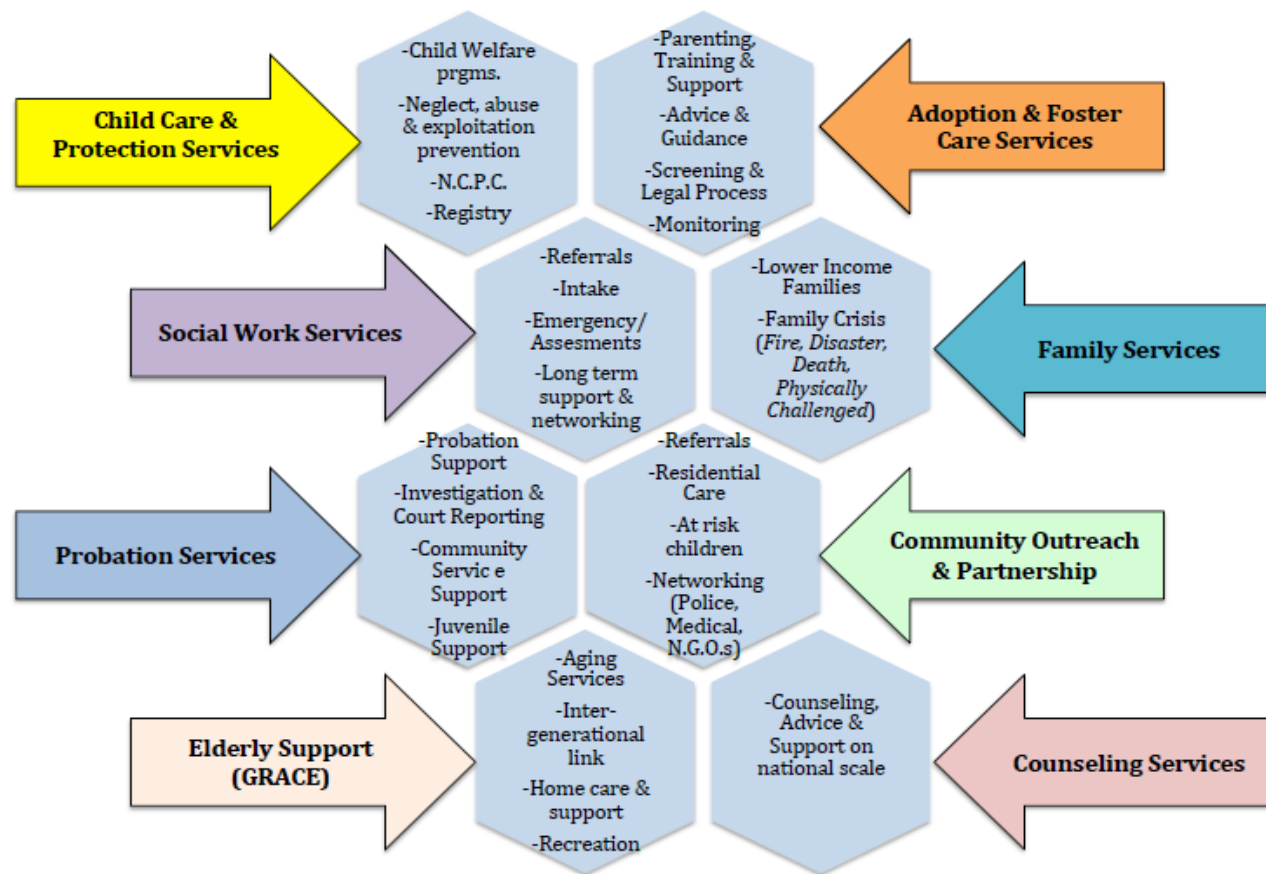 Child Care &
Protection Services
-Child Welfare
prgms.
-Neglect, abuse
& exploitation
prevention
-N.C.P.C.
-Registry
-Parenting,
Training &
Support
-Advice &
Guidance
-Screening &
Legal Process
-Monitoring
Adoption & Foster
Care Services
Social Work Services
-Referrals
-Intake
-Emergency/
Assesments
-Long term
support &
networking
-Lower Income
Families
-Family Crisis
(Fire, Disaster,
Death,
Physically
Challenged)
Family Services
Probation Services
-Probation
Support
-Investigation &
Court Reporting
-Community
Servic e
Support
-Juvenile
Support
-Referrals
-Residential
Care
-At risk
children
-Networking
(Police,
Medical,
N.G.O.s)
Community Outreach
& Partnership
Elderly Support
(GRACE)
-Aging
Services
-Inter-
generational
link
-Home care &
support
-Recreation
-Counseling,
Advice &
Support on
national scale
Counseling Services